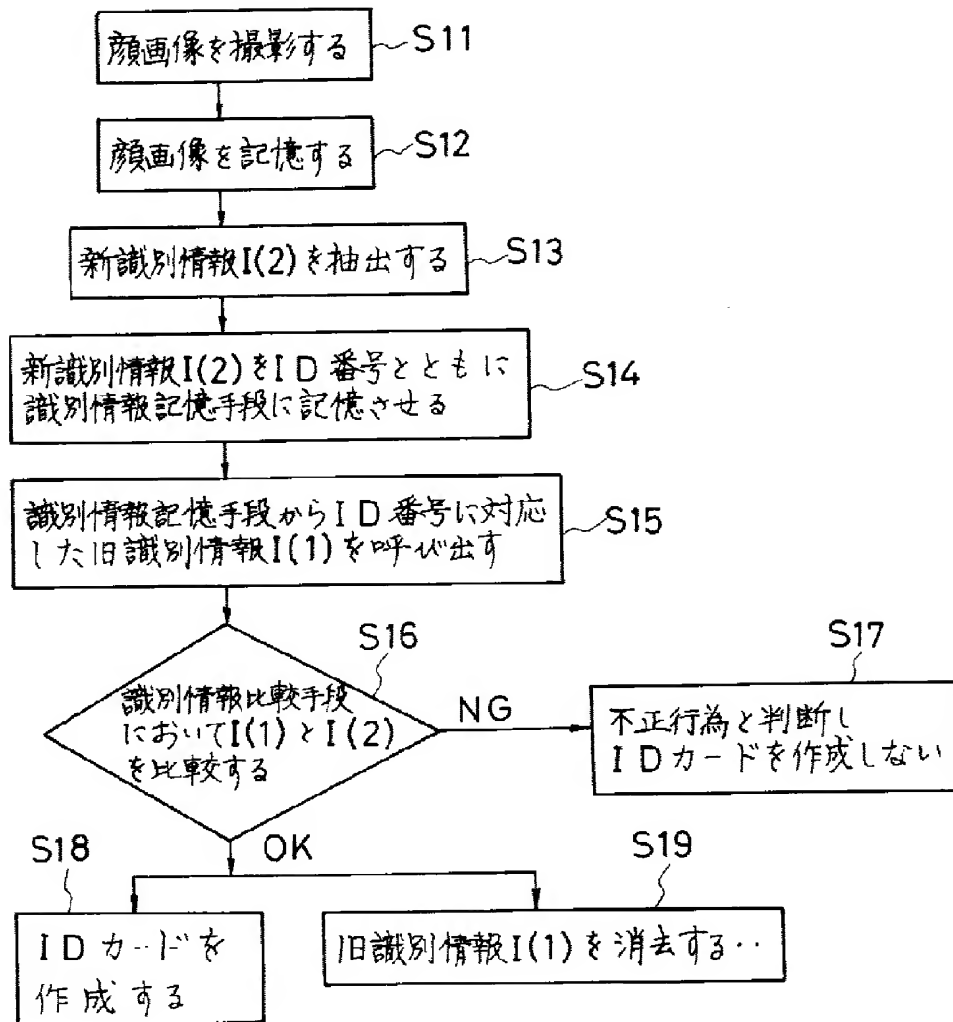 顔画像を撮影する
S11
顔画像を記憶する
S12
新識別情報I(2)を抽出する
S13
新識別情報I(2)をID番号とともに
識別情報記憶手段に記憶させる
S14
識別情報記憶手段からID番号に対応
した旧識別情報I(1)を呼び出す
S15
S16
識別情報比較手段
においてI(1)とI(2)
を比較する
NG
S17
不正行為と判断し
IDカードを作成しない
OK
S18
IDカードを
作成する
S19
旧識別情報I(1)を消去する‥